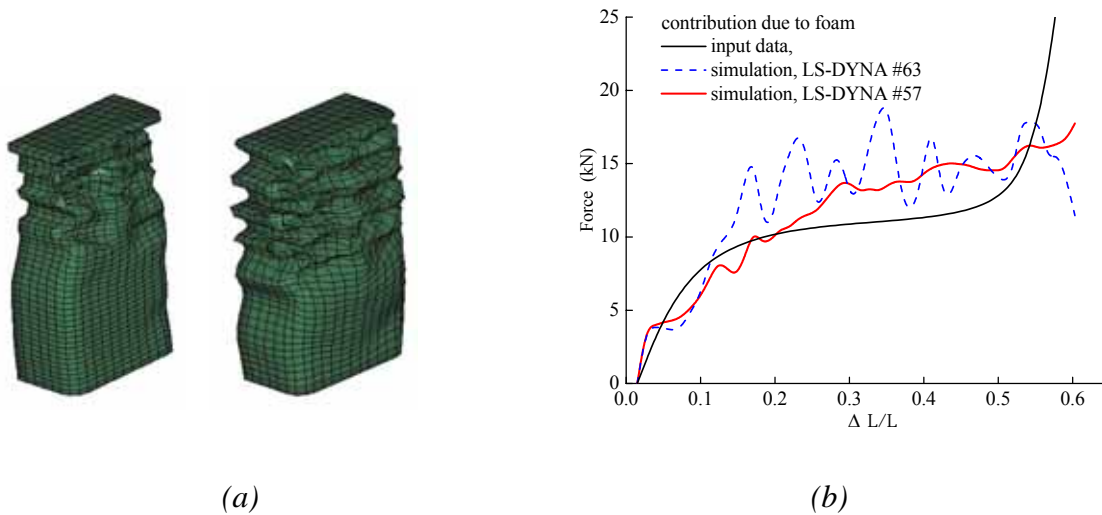 contribution due to foam
input data,
simulation, LS-DYNA #63
simulation, LS-DYNA #57
25
20
15
10
5
0
Force (kN)
0.0 0.1 0.2 0.3 0.4 0.5 0.6
Δ L/L
(a) (b)